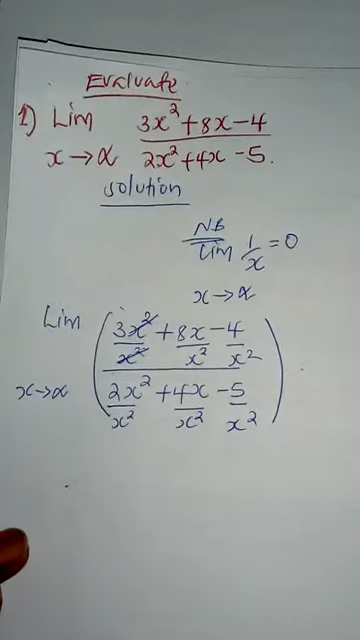 Evaluate
1) Lim 3x²+8x-4
x→α 2x²+4x-5.
solution
NB
Lim 1/x = 0
x→α
Lim (3x²/x² + 8x/x² - 4/x²
x→α 2x²/x² + 4x/x² - 5/x²)